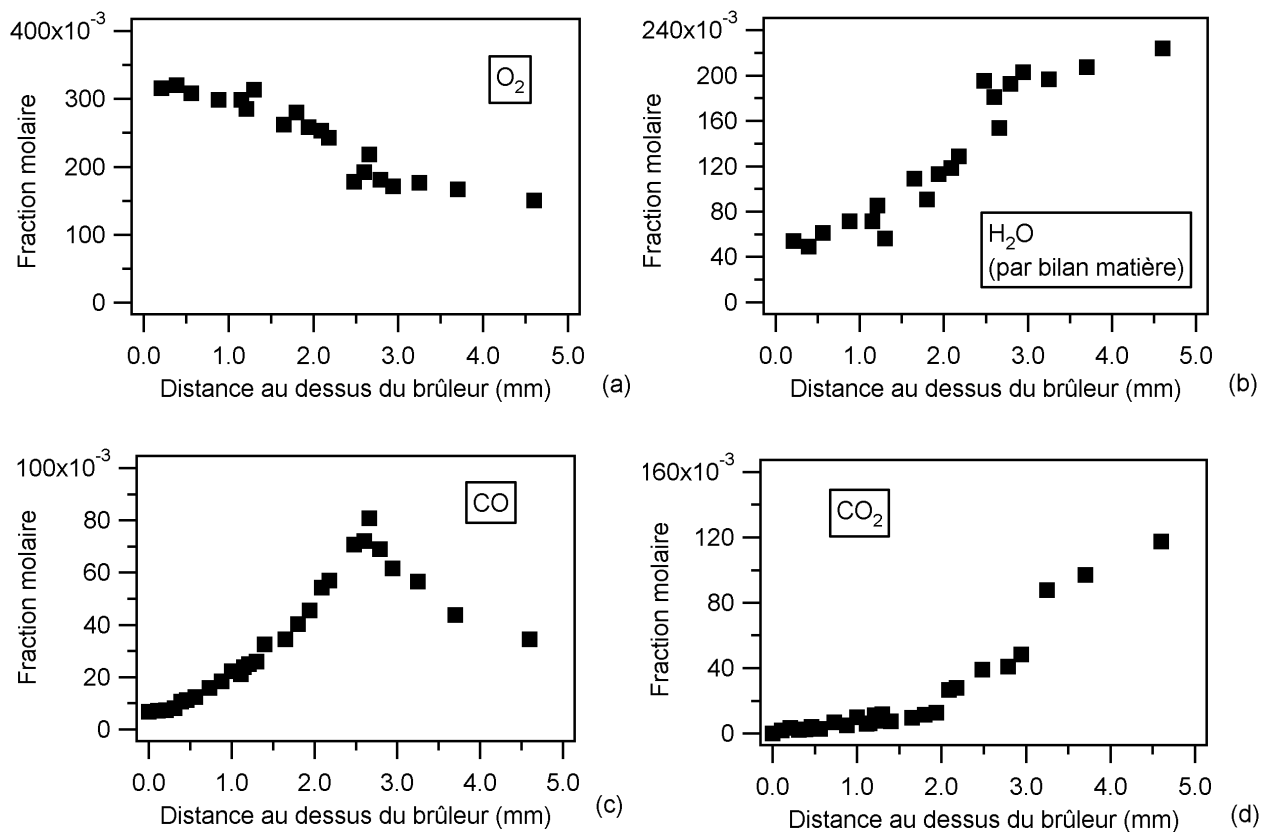 400x10-3
300
200
100
0
Fraction molaire
O2
0.0 1.0 2.0 3.0 4.0 5.0
Distance au dessus du brûleur (mm)
(a)
240x10-3
200
160
120
80
40
0
Fraction molaire
H2O
(par bilan matière)
0.0 1.0 2.0 3.0 4.0 5.0
Distance au dessus du brûleur (mm)
(b)
100x10-3
80
60
40
20
0
Fraction molaire
CO
0.0 1.0 2.0 3.0 4.0 5.0
Distance au dessus du brûleur (mm)
(c)
160x10-3
120
80
40
0
Fraction molaire
CO2
0.0 1.0 2.0 3.0 4.0 5.0
Distance au dessus du brûleur (mm)
(d)